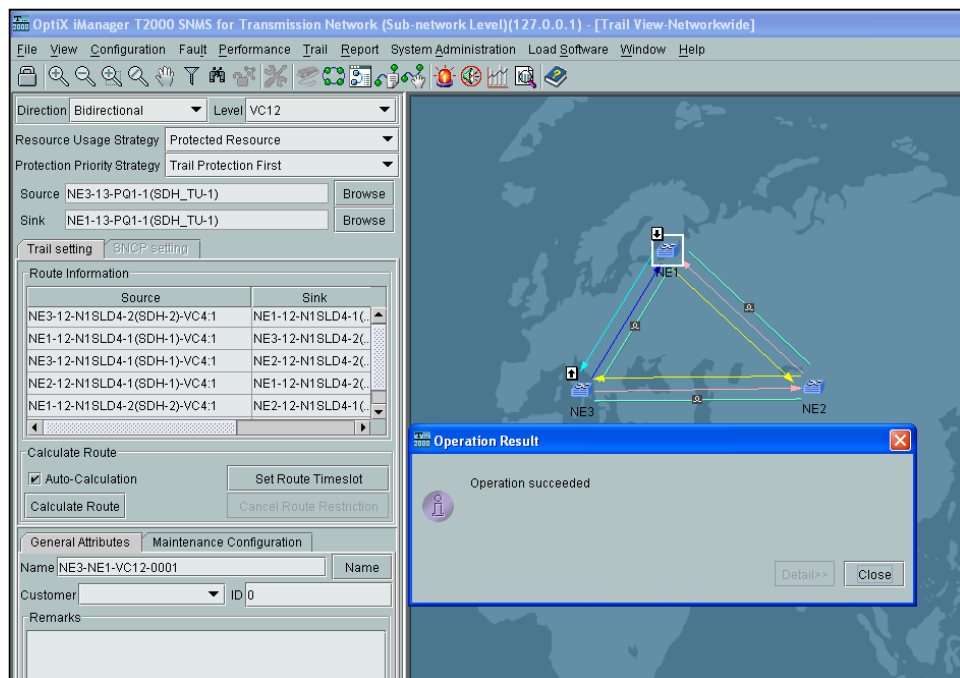 OptiX iManager T2000 SNMS for Transmission Network (Sub-network Level)(127.0.0.1) - [Trail View-Networkwide]
File View Configuration Fault Performance Trail Report System Administration Load Software Window Help
Direction Bidirectional Level VC12
Resource Usage Strategy Protected Resource
Protection Priority Strategy Trail Protection First
Source NE3-13-PQ1-1(SDH_TU-1) Browse
Sink NE1-13-PQ1-1(SDH_TU-1) Browse
Trail setting SNCP setting
Route Information
Source Sink
NE3-12-N1SLD4-2(SDH-2)-VC4:1 NE1-12-N1SLD4-1(..
NE1-12-N1SLD4-1(SDH-1)-VC4:1 NE3-12-N1SLD4-2(..
NE3-12-N1SLD4-1(SDH-1)-VC4:1 NE2-12-N1SLD4-2(..
NE2-12-N1SLD4-1(SDH-1)-VC4:1 NE1-12-N1SLD4-2(..
NE1-12-N1SLD4-2(SDH-2)-VC4:1 NE2-12-N1SLD4-1(..
Calculate Route
Auto-Calculation Set Route Timeslot
Calculate Route Cancel Route Restriction
General Attributes Maintenance Configuration
Name NE3-NE1-VC12-0001 Name
Customer ID 0
Remarks
NE1
NE3
NE2
Operation Result
Operation succeeded
Detail>> Close